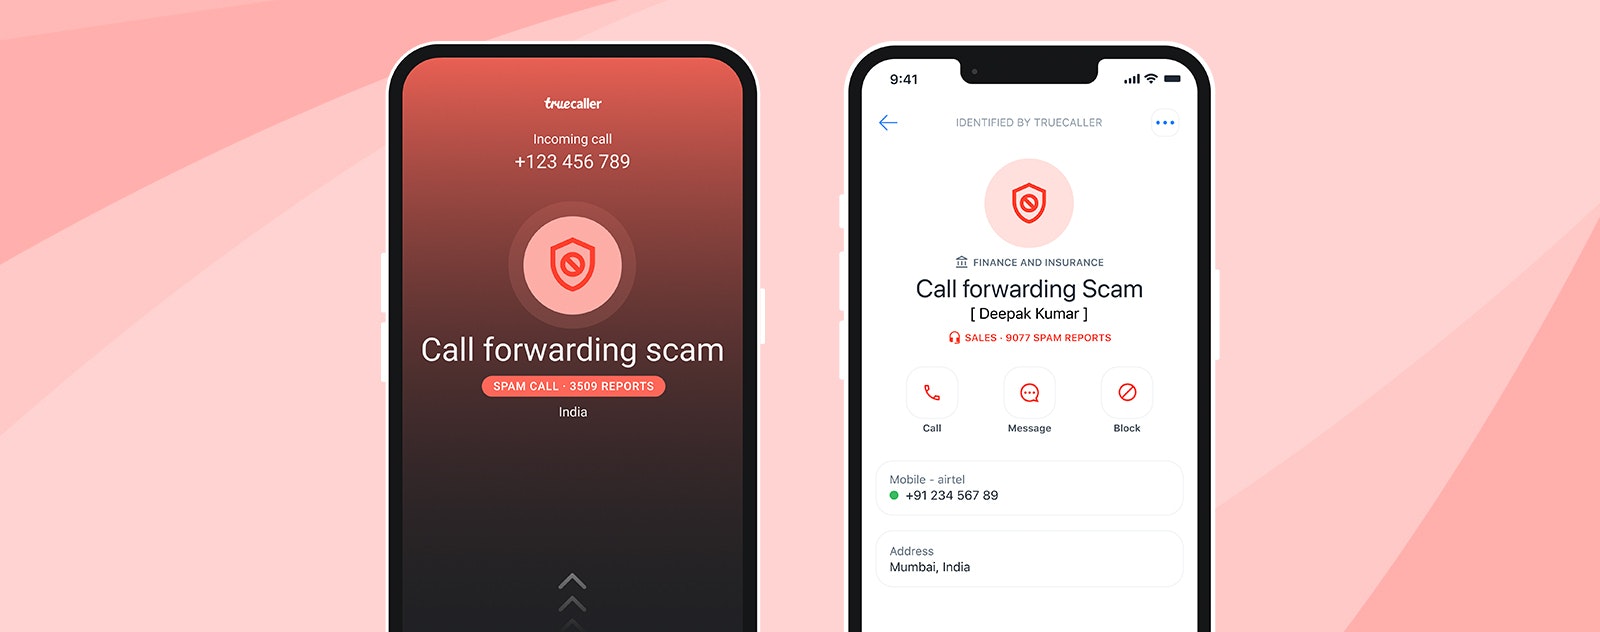 truecaller
Incoming call
+123 456 789
Call forwarding scam
SPAM CALL · 3509 REPORTS
India
9:41
IDENTIFIED BY TRUECALLER
FINANCE AND INSURANCE
Call forwarding Scam
[ Deepak Kumar ]
SALES · 9077 SPAM REPORTS
Call Message Block
Mobile - airtel
+91 234 567 89
Address
Mumbai, India